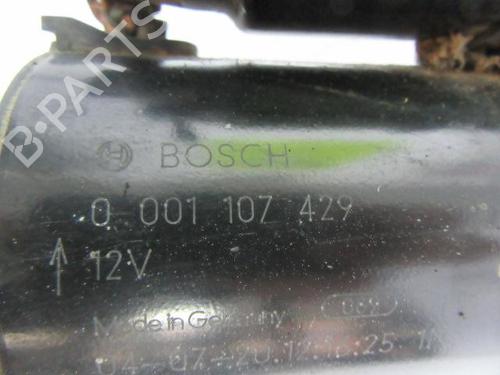 B-PARTS
BOSCH
0 001 107 429
12V
Made in Germany